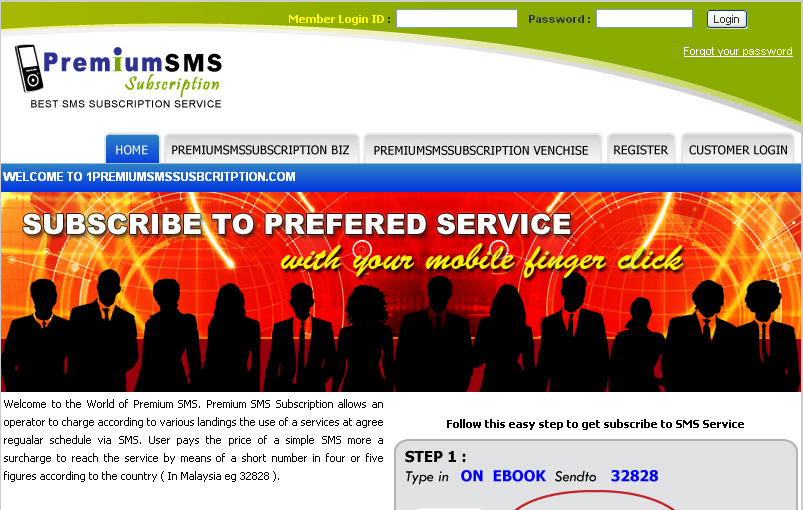 Member Login ID : Password : Login
Forgot your password
PremiumSMS
Subscription
BEST SMS SUBSCRIPTION SERVICE
HOME PREMIUMSMSSUBSCRIPTION BIZ PREMIUMSMSSUBSCRIPTION VENCHISE REGISTER CUSTOMER LOGIN
WELCOME TO 1PREMIUMSMSSUSBCRITPTION.COM
SUBSCRIBE TO PREFERED SERVICE
with your mobile finger click
Welcome to the World of Premium SMS. Premium SMS Subscription allows an
operator to charge according to various landings the use of a services at agree
regualar schedule via SMS. User pays the price of a simple SMS more a
surcharge to reach the service by means of a short number in four or five
figures according to the country ( In Malaysia eg 32828 ).
Follow this easy step to get subscribe to SMS Service
STEP 1 :
Type in ON EBOOK Sendto 32828